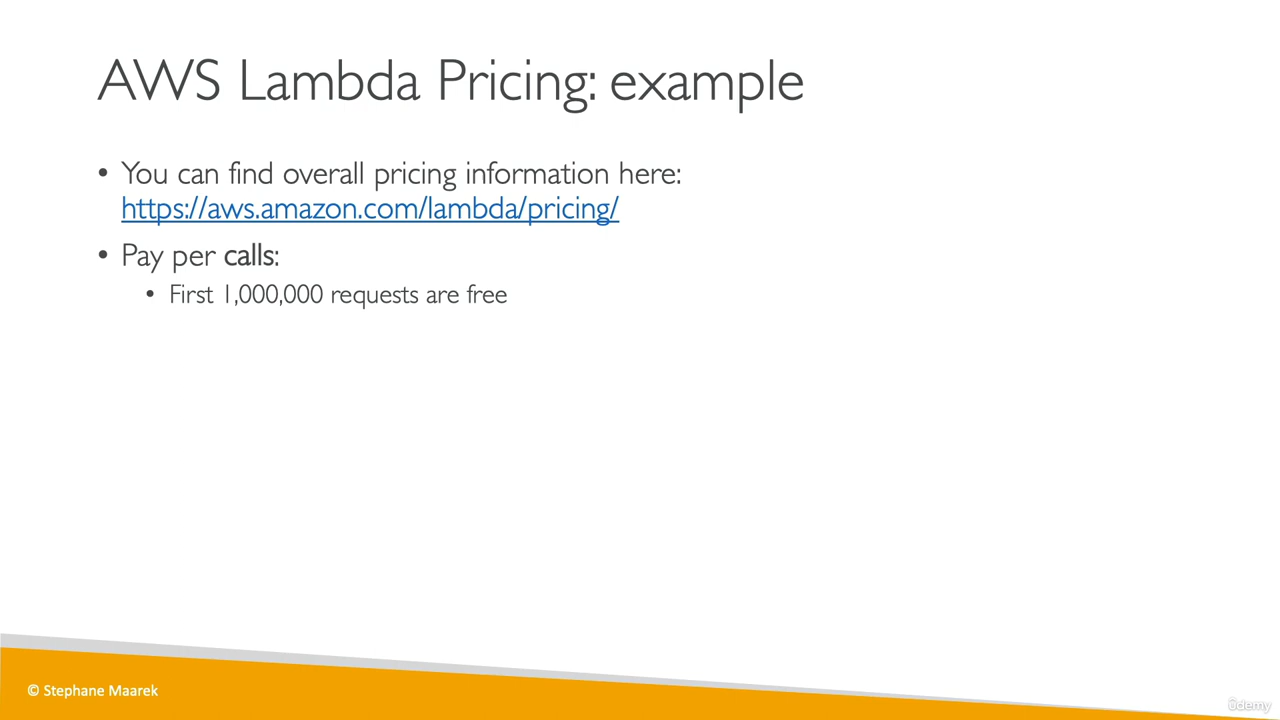 AWS Lambda Pricing: example
• You can find overall pricing information here:
https://aws.amazon.com/lambda/pricing/
• Pay per calls:
• First 1,000,000 requests are free
© Stephane Maarek
ûdemy